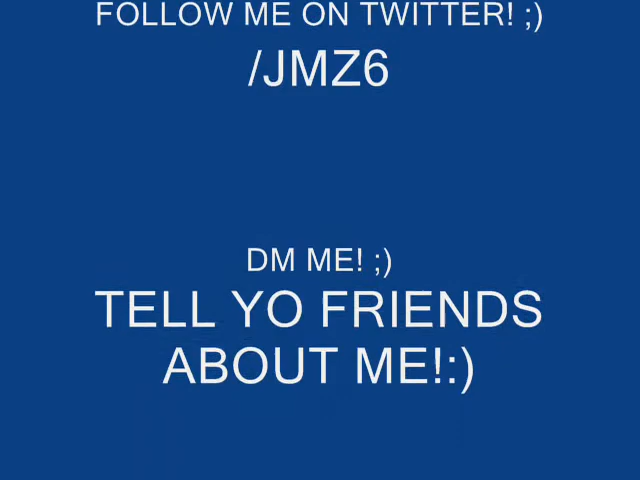 FOLLOW ME ON TWITTER! ;)
/JMZ6
DM ME! ;)
TELL YO FRIENDS
ABOUT ME!:)